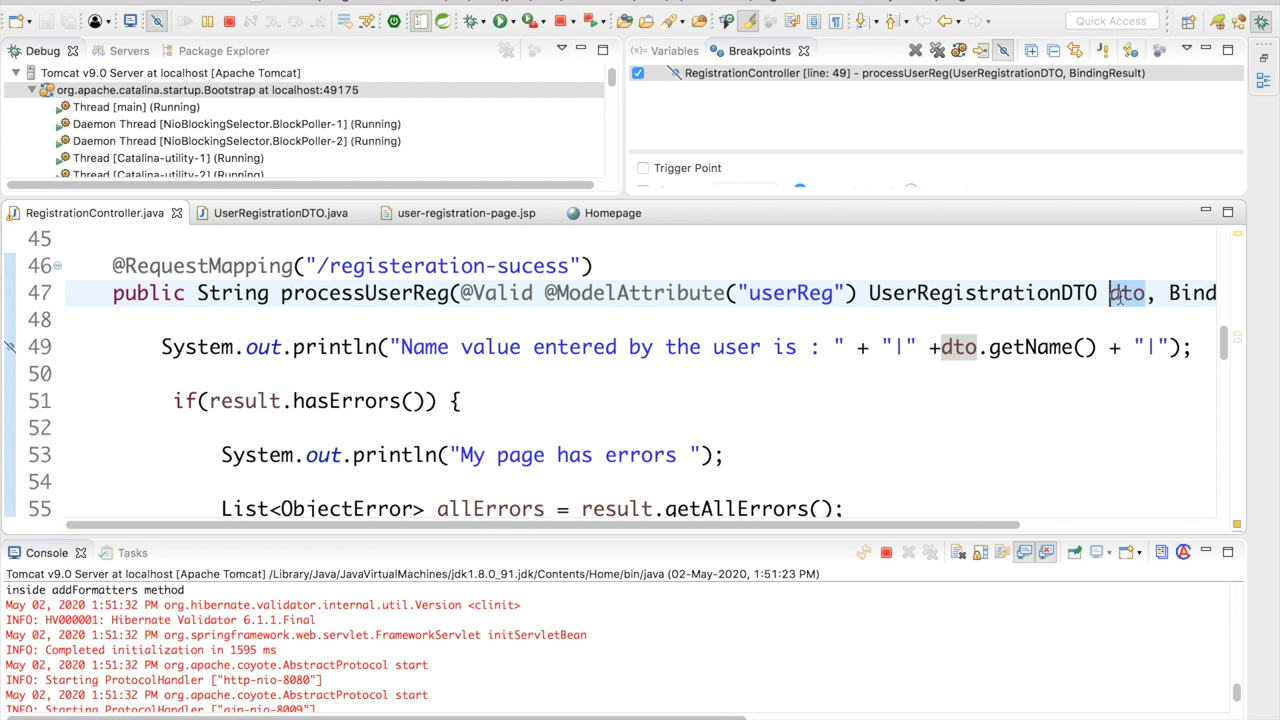 Quick Access
Debug
Servers
Package Explorer
Tomcat v9.0 Server at localhost [Apache Tomcat]
org.apache.catalina.startup.Bootstrap at localhost:49175
Thread [main] (Running)
Daemon Thread [NioBlockingSelector.BlockPoller-1] (Running)
Daemon Thread [NioBlockingSelector.BlockPoller-2] (Running)
Thread [Catalina-utility-1] (Running)
Thread [Catalina-utility-2] (Running)
(x)= Variables
Breakpoints
RegistrationController [line: 49] - processUserReg(UserRegistrationDTO, BindingResult)
Trigger Point
RegistrationController.java
UserRegistrationDTO.java
user-registration-page.jsp
Homepage
45
46 @RequestMapping("/registeration-sucess")
47 public String processUserReg(@Valid @ModelAttribute("userReg") UserRegistrationDTO dto, Bind
48
49 System.out.println("Name value entered by the user is : " + "|" +dto.getName() + "|");
50
51 if(result.hasErrors()) {
52
53 System.out.println("My page has errors ");
54
55 List<ObjectError> allErrors = result.getAllErrors();
Console
Tasks
Tomcat v9.0 Server at localhost [Apache Tomcat] /Library/Java/JavaVirtualMachines/jdk1.8.0_91.jdk/Contents/Home/bin/java (02-May-2020, 1:51:23 PM)
inside addFormatters method
May 02, 2020 1:51:32 PM org.hibernate.validator.internal.util.Version <clinit>
INFO: HV000001: Hibernate Validator 6.1.1.Final
May 02, 2020 1:51:32 PM org.springframework.web.servlet.FrameworkServlet initServletBean
INFO: Completed initialization in 1595 ms
May 02, 2020 1:51:32 PM org.apache.coyote.AbstractProtocol start
INFO: Starting ProtocolHandler ["http-nio-8080"]
May 02, 2020 1:51:32 PM org.apache.coyote.AbstractProtocol start
INFO: Starting ProtocolHandler ["ajp-nio-8009"]